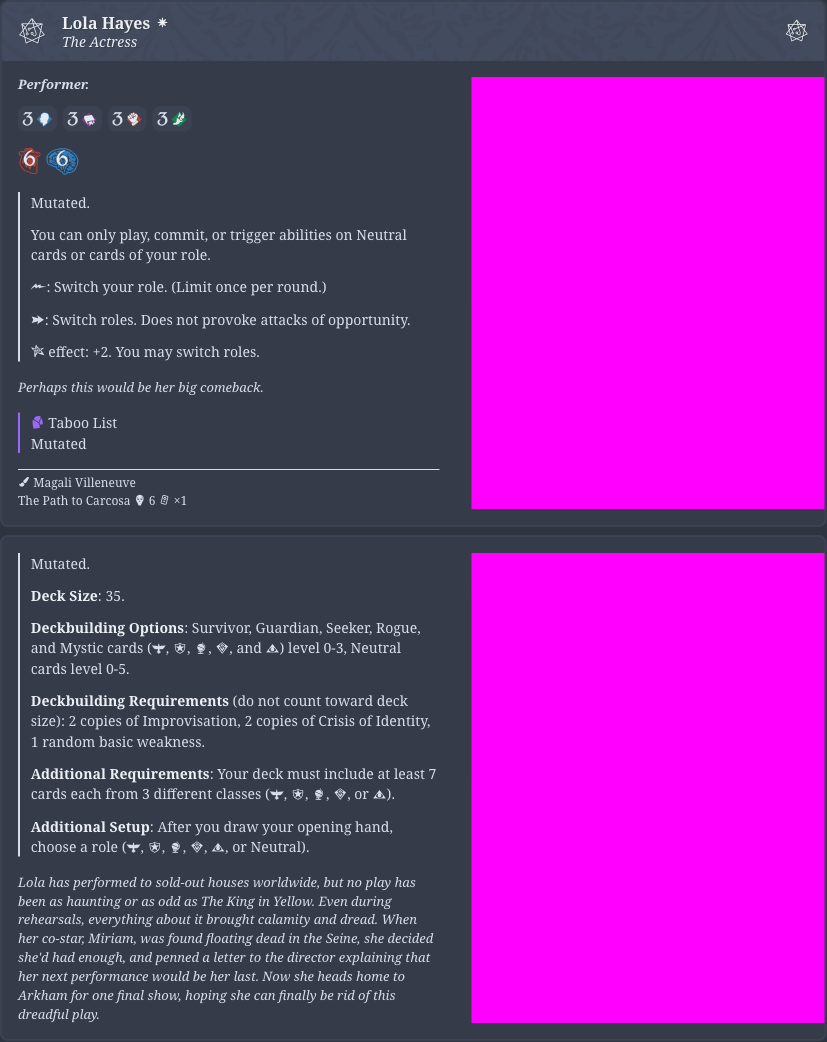 Lola Hayes
The Actress
Performer.
3 3 3 3
6 6
Mutated.
You can only play, commit, or trigger abilities on Neutral
cards or cards of your role.
: Switch your role. (Limit once per round.)
: Switch roles. Does not provoke attacks of opportunity.
effect: +2. You may switch roles.
Perhaps this would be her big comeback.
Taboo List
Mutated
Magali Villeneuve
The Path to Carcosa 6 ×1
Mutated.
Deck Size: 35.
Deckbuilding Options: Survivor, Guardian, Seeker, Rogue,
and Mystic cards ( , , , , and ) level 0-3, Neutral
cards level 0-5.
Deckbuilding Requirements (do not count toward deck
size): 2 copies of Improvisation, 2 copies of Crisis of Identity,
1 random basic weakness.
Additional Requirements: Your deck must include at least 7
cards each from 3 different classes ( , , , , or ).
Additional Setup: After you draw your opening hand,
choose a role ( , , , , , or Neutral).
Lola has performed to sold-out houses worldwide, but no play has
been as haunting or as odd as The King in Yellow. Even during
rehearsals, everything about it brought calamity and dread. When
her co-star, Miriam, was found floating dead in the Seine, she decided
she'd had enough, and penned a letter to the director explaining that
her next performance would be her last. Now she heads home to
Arkham for one final show, hoping she can finally be rid of this
dreadful play.